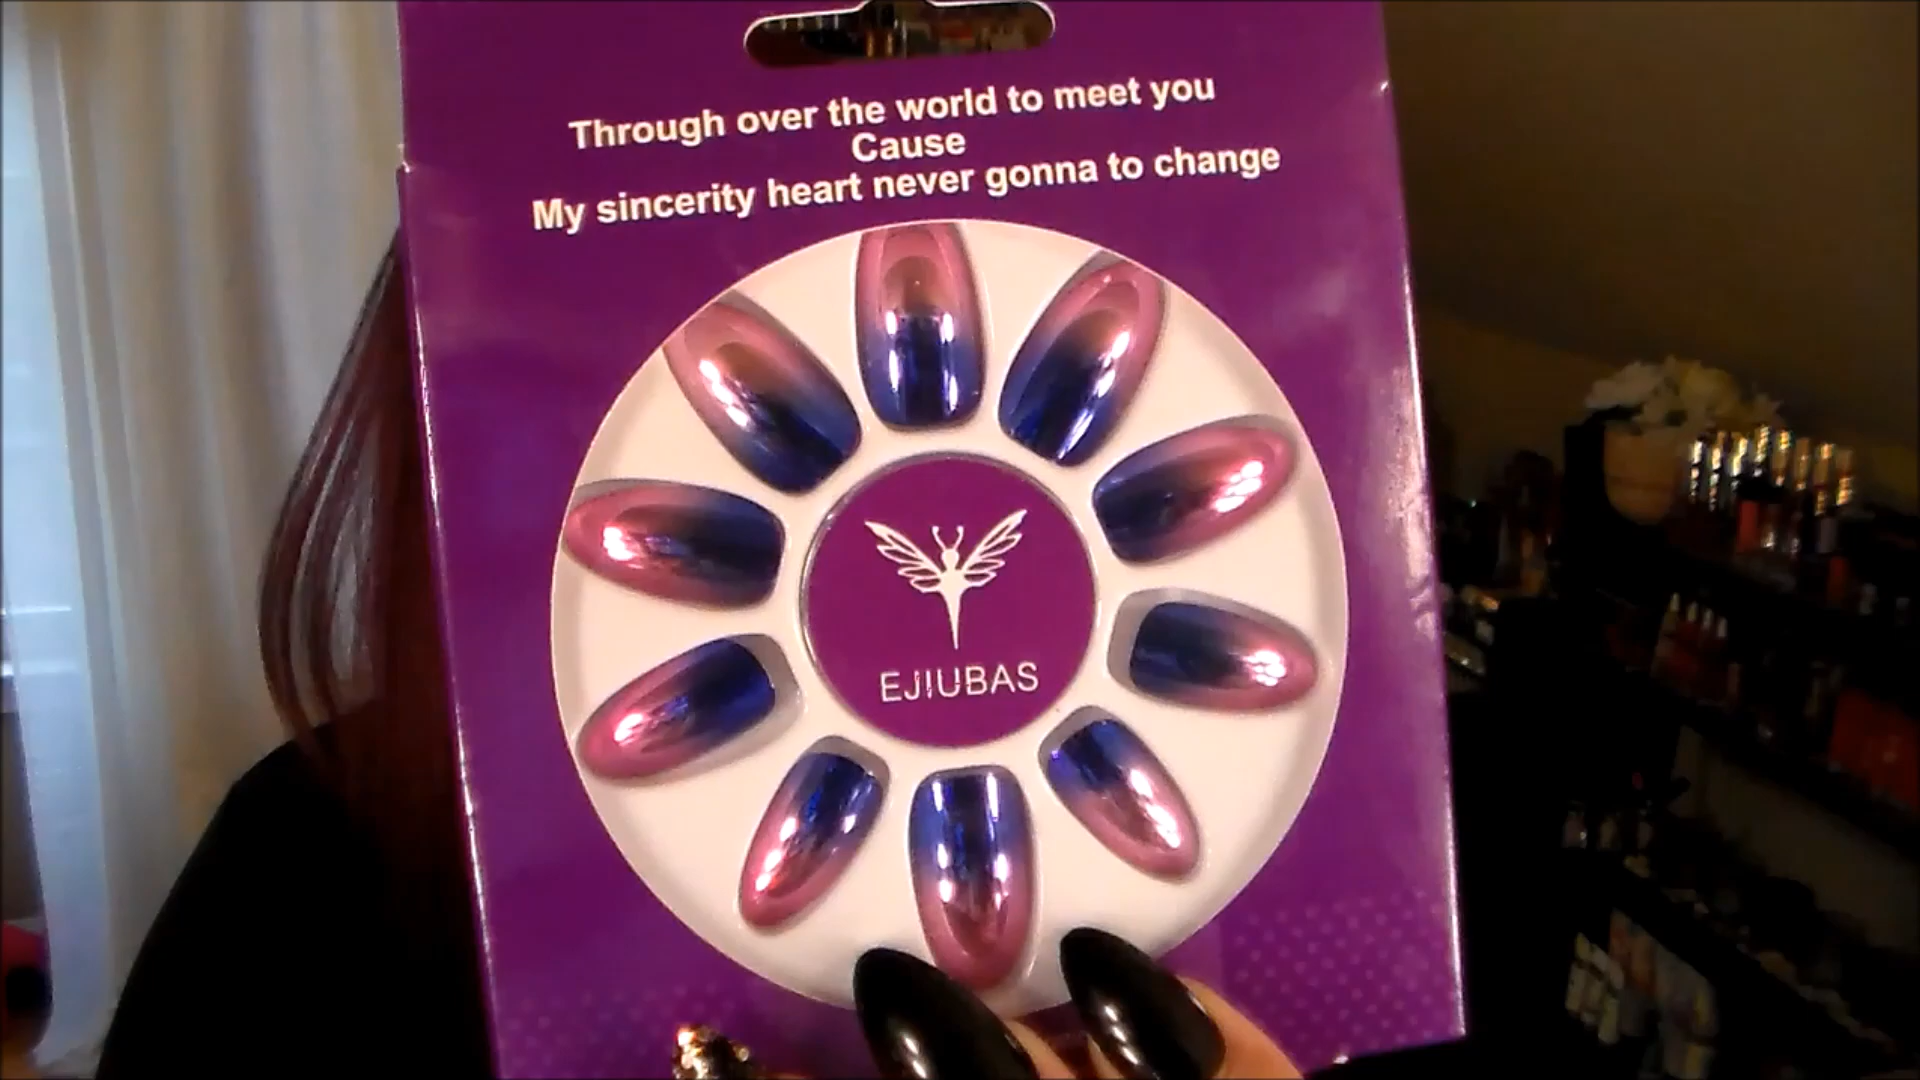 Through over the world to meet you
Cause
My sincerity heart never gonna to change
EJIUBAS